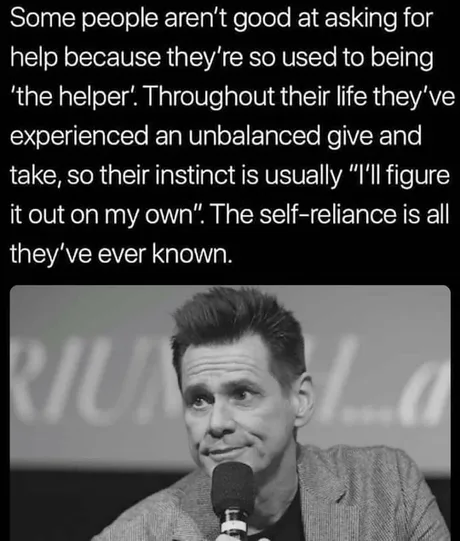 Some people aren't good at asking for
help because they're so used to being
'the helper'. Throughout their life they've
experienced an unbalanced give and
take, so their instinct is usually "I'll figure
it out on my own". The self-reliance is all
they've ever known.